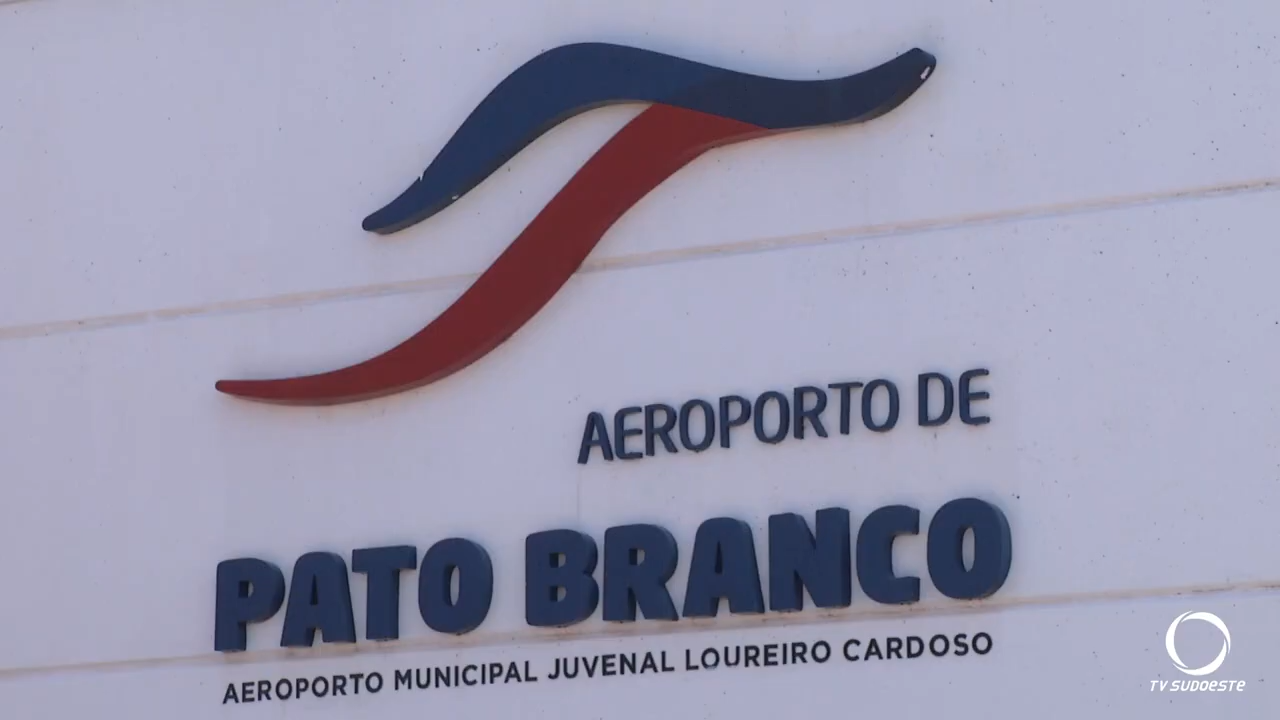 AEROPORTO DE
PATO BRANCO
AEROPORTO MUNICIPAL JUVENAL LOUREIRO CARDOSO
TV SUDOESTE